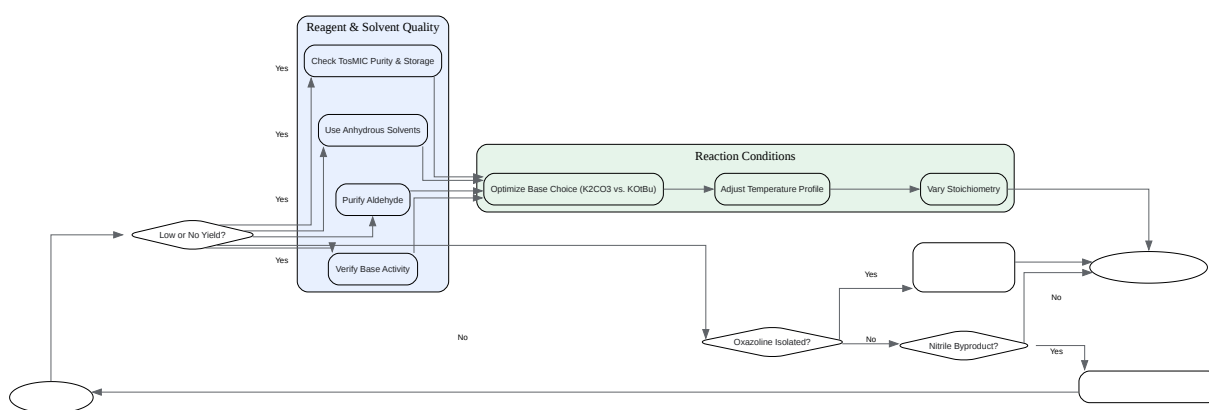 Reagent & Solvent Quality
Yes
Check TosMIC Purity & Storage
Yes
Use Anhydrous Solvents
Reaction Conditions
Optimize Base Choice (K2CO3 vs. KOtBu)
Adjust Temperature Profile
Vary Stoichiometry
Yes
Purify Aldehyde
Low or No Yield?
Yes
Verify Base Activity
Yes
No
No
Oxazoline Isolated?
No
Nitrile Byproduct?
Yes